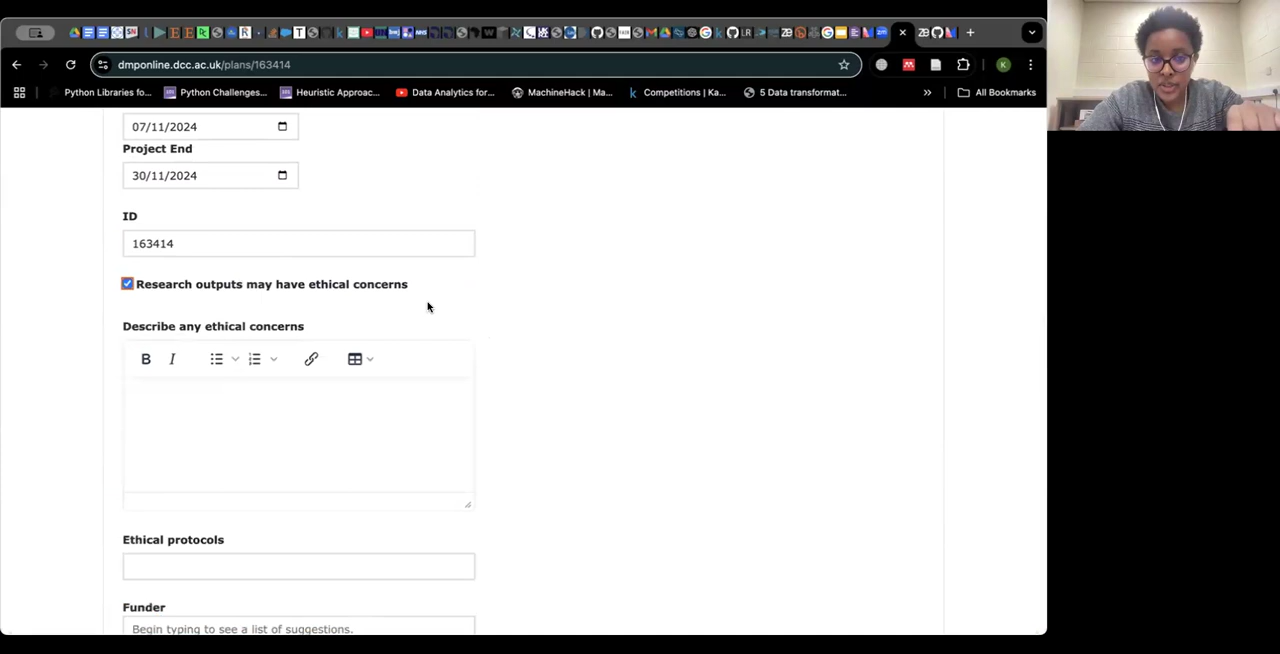 dmponline.dcc.ac.uk/plans/163414
K
Python Libraries fo...
Python Challenges...
Heuristic Approac...
Data Analytics for...
MachineHack | Ma...
Competitions | Ka...
5 Data transformat...
All Bookmarks
07/11/2024
Project End
30/11/2024
ID
163414
Research outputs may have ethical concerns
Describe any ethical concerns
B I
Ethical protocols
Funder
Begin typing to see a list of suggestions.